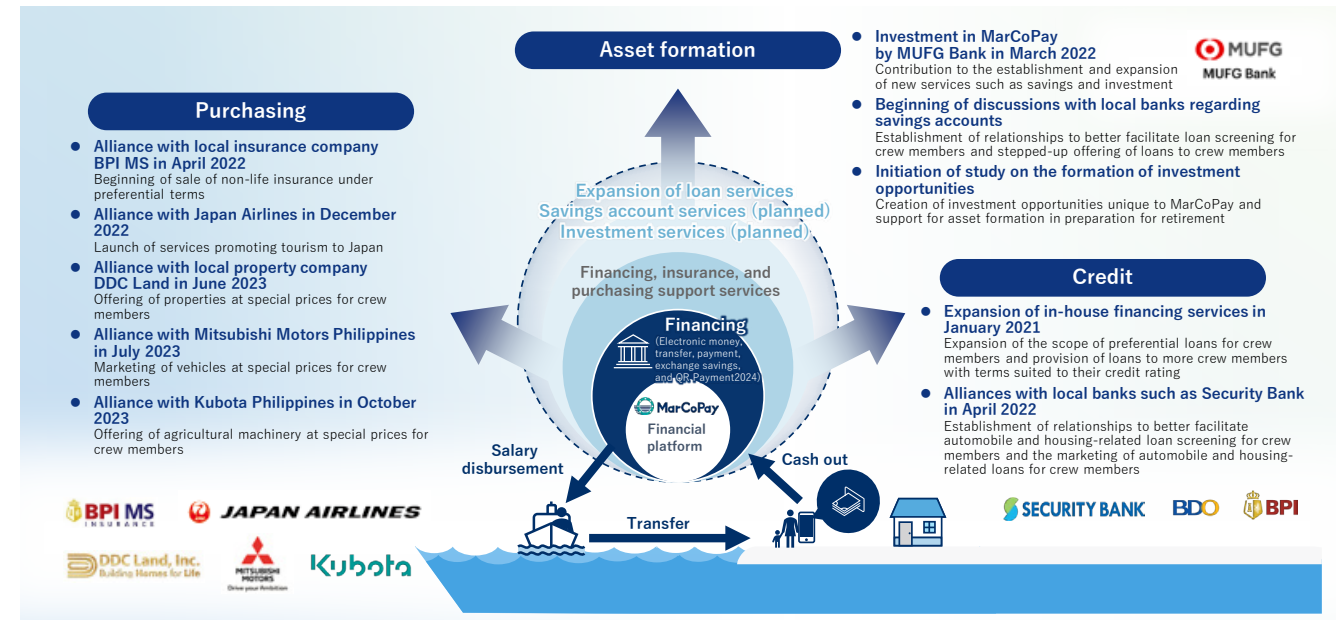 Purchasing
Alliance with local insurance company
BPI MS in April 2022
Beginning of sale of non-life insurance under
preferential terms
Alliance with Japan Airlines in December
2022
Launch of services promoting tourism to Japan
Alliance with local property company
DDC Land in June 2023
Offering of properties at special prices for crew
members
Alliance with Mitsubishi Motors Philippines
in July 2023
Marketing of vehicles at special prices for crew
members
Alliance with Kubota Philippines in October
2023
Offering of agricultural machinery at special prices for
crew members
BPI MS
INSURANCE
JAPAN AIRLINES
DDC Land, Inc.
Building Homes for Life
MITSUBISHI
MOTORS
Drive your Ambition
Kubota
Asset formation
Investment in MarCoPay
by MUFG Bank in March 2022
Contribution to the establishment and expansion
of new services such as savings and investment
MUFG
MUFG Bank
Beginning of discussions with local banks regarding
savings accounts
Establishment of relationships to better facilitate loan screening for
crew members and stepped-up offering of loans to crew members
Initiation of study on the formation of investment
opportunities
Creation of investment opportunities unique to MarCoPay and
support for asset formation in preparation for retirement
Expansion of loan services
Savings account services (planned)
Investment services (planned)
Financing, insurance, and
purchasing support services
Financing
(Electronic money,
transfer, payment,
exchange savings,
and QR Payment2024)
MarCoPay
Financial
platform
Salary
disbursement
Transfer
Cash out
Credit
Expansion of in-house financing services in
January 2021
Expansion of the scope of preferential loans for crew
members and provision of loans to more crew members
with terms suited to their credit rating
Alliances with local banks such as Security Bank
in April 2022
Establishment of relationships to better facilitate
automobile and housing-related loan screening for crew
members and the marketing of automobile and housing-
related loans for crew members
SECURITY BANK
BDO
BPI